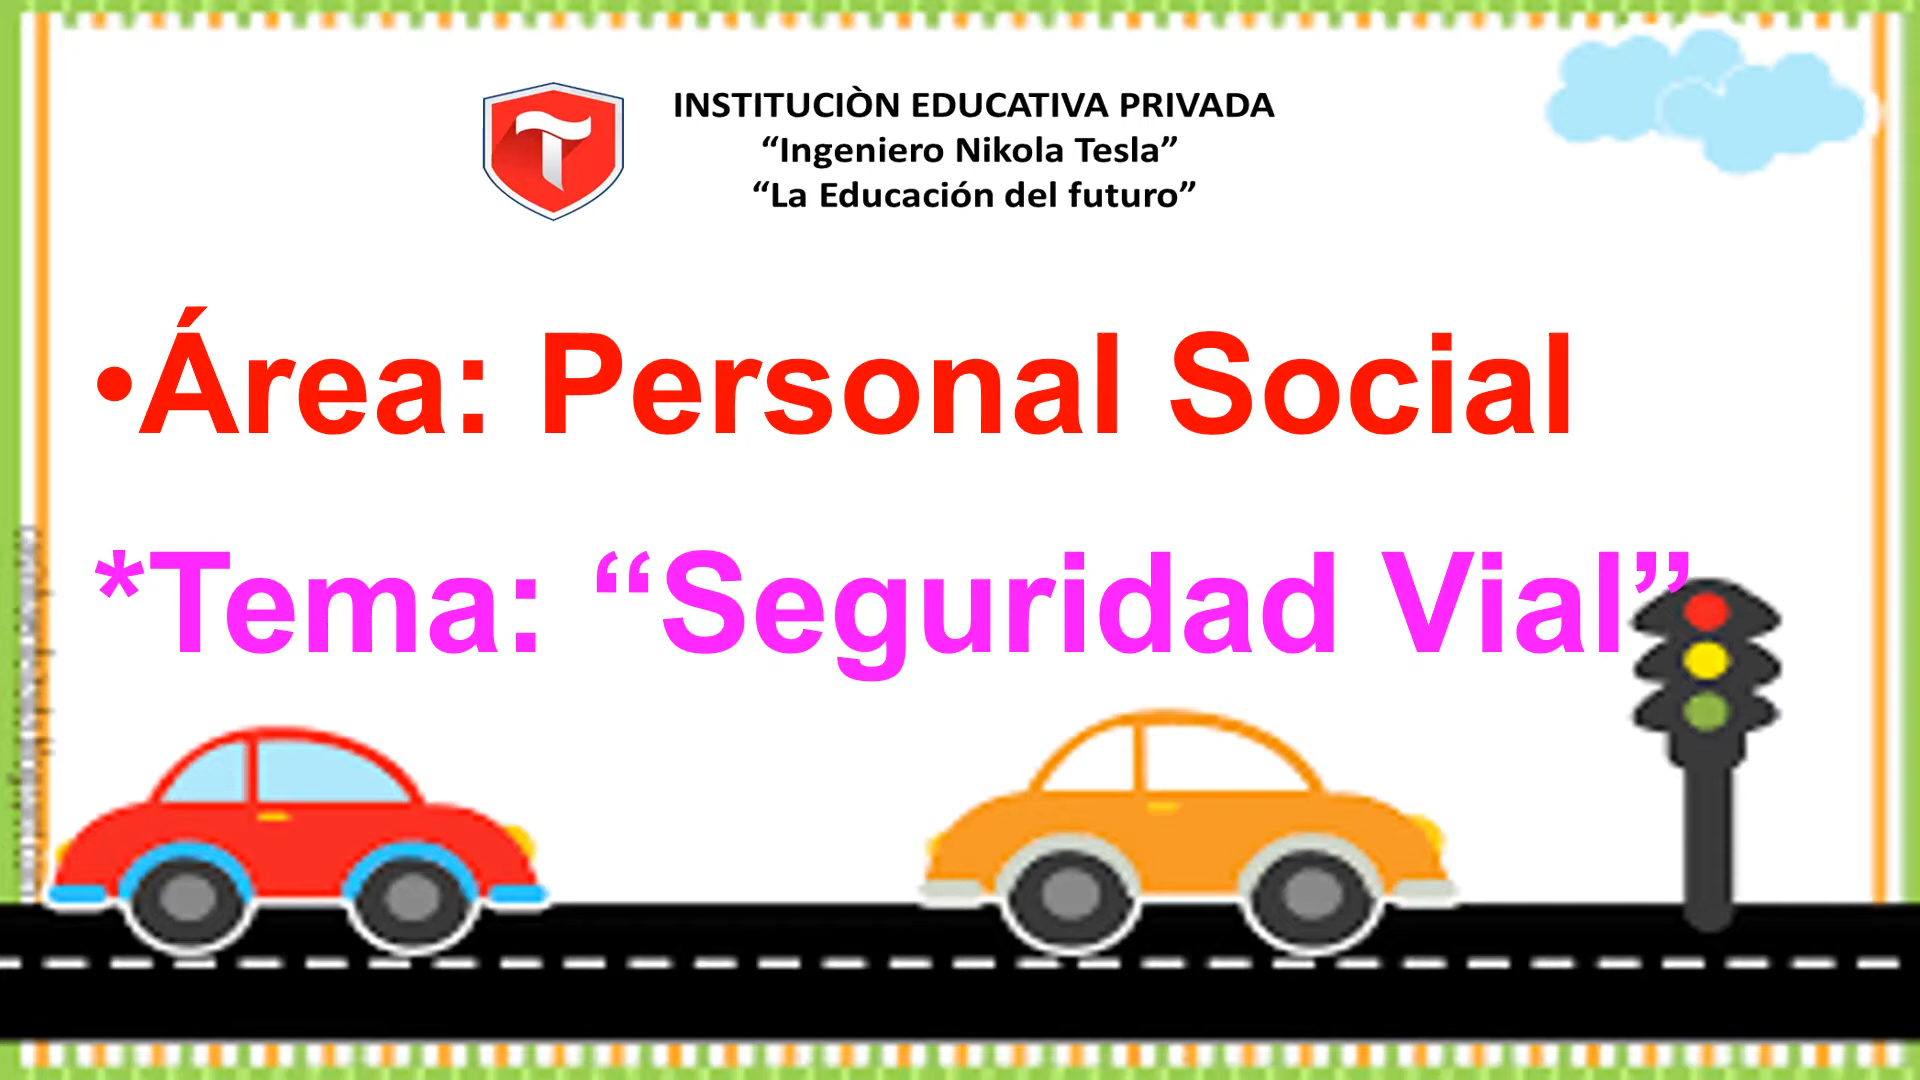 INSTITUCIÒN EDUCATIVA PRIVADA
“Ingeniero Nikola Tesla”
“La Educación del futuro”
•Área: Personal Social
*Tema: “Seguridad Vial”